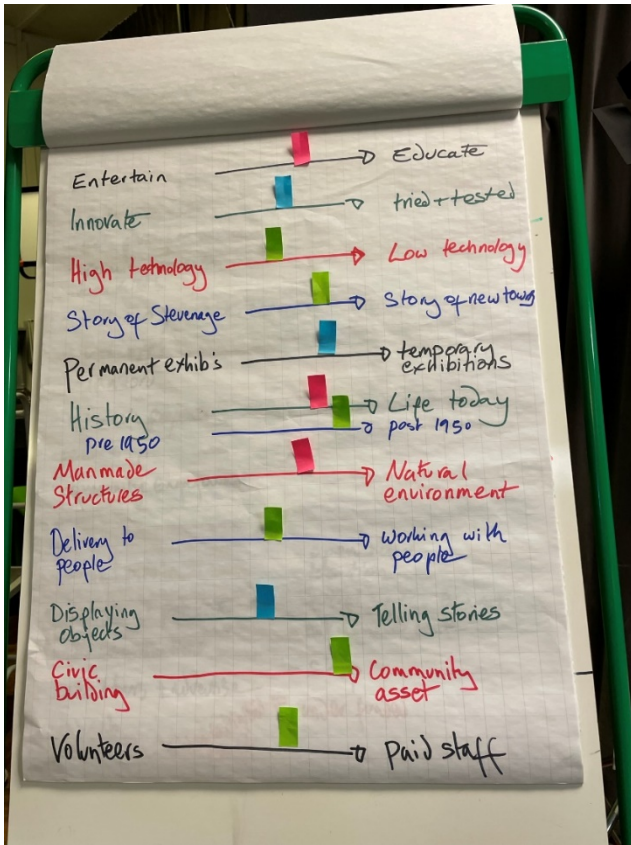 Entertain Educate
Innovate tried + tested
High technology Low technology
Story of Stevenage Story of new towns
Permanent exhib's temporary
exhibitions
History Life today
pre 1950 post 1950
Manmade Natural
Structures environment
Delivery to working with
people people
Displaying Telling stories
objects
Civic Community
building asset
Volunteers Paid staff